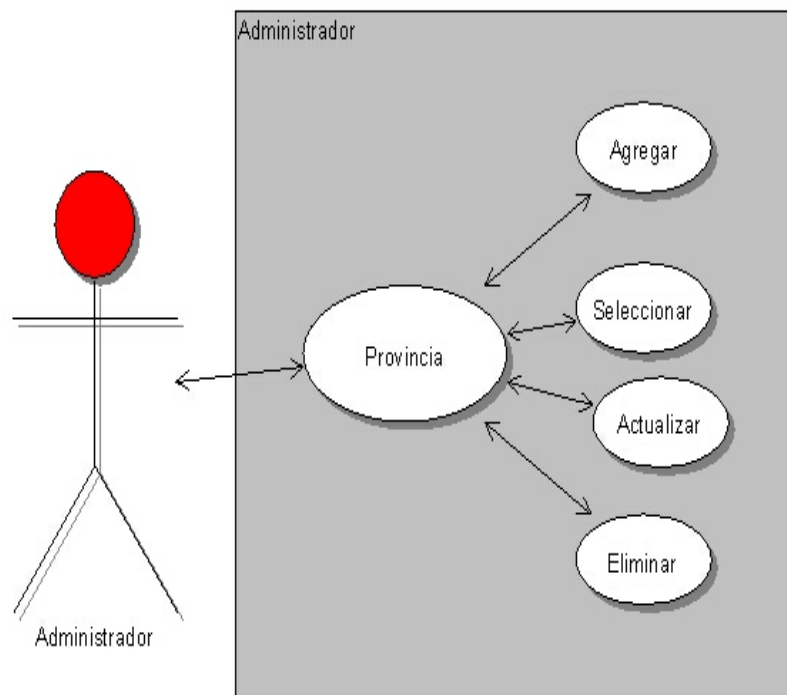 Administrador
Agregar
Seleccionar
Provincia
Actualizar
Eliminar
Administrador